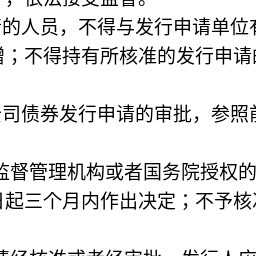 ，依法接受监督。
的人员，不得与发行申请单位有
；不得持有所核准的发行申请的
公司债券发行申请的审批，参照前
监督管理机构或者国务院授权的
日起三个月内作出决定；不予核准